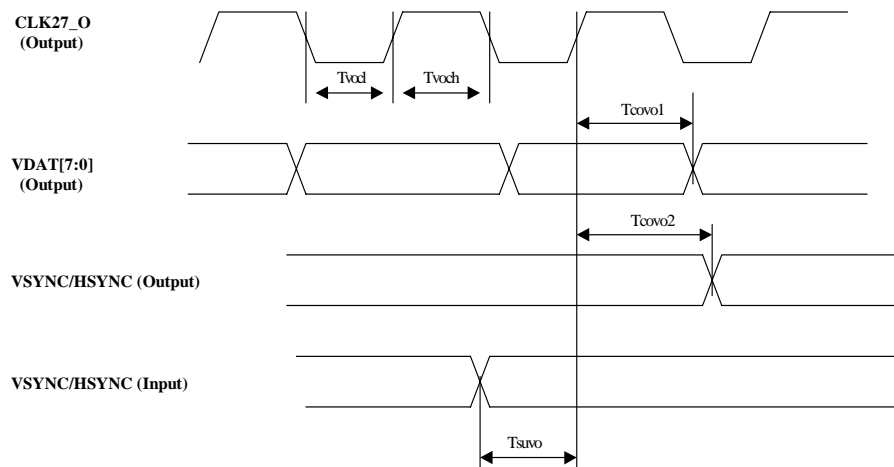 CLK27_O
(Output)
Tvocl
Tvoch
Tcovo1
VDAT[7:0]
(Output)
Tcovo2
VSYNC/HSYNC (Output)
VSYNC/HSYNC (Input)
Tsuvo